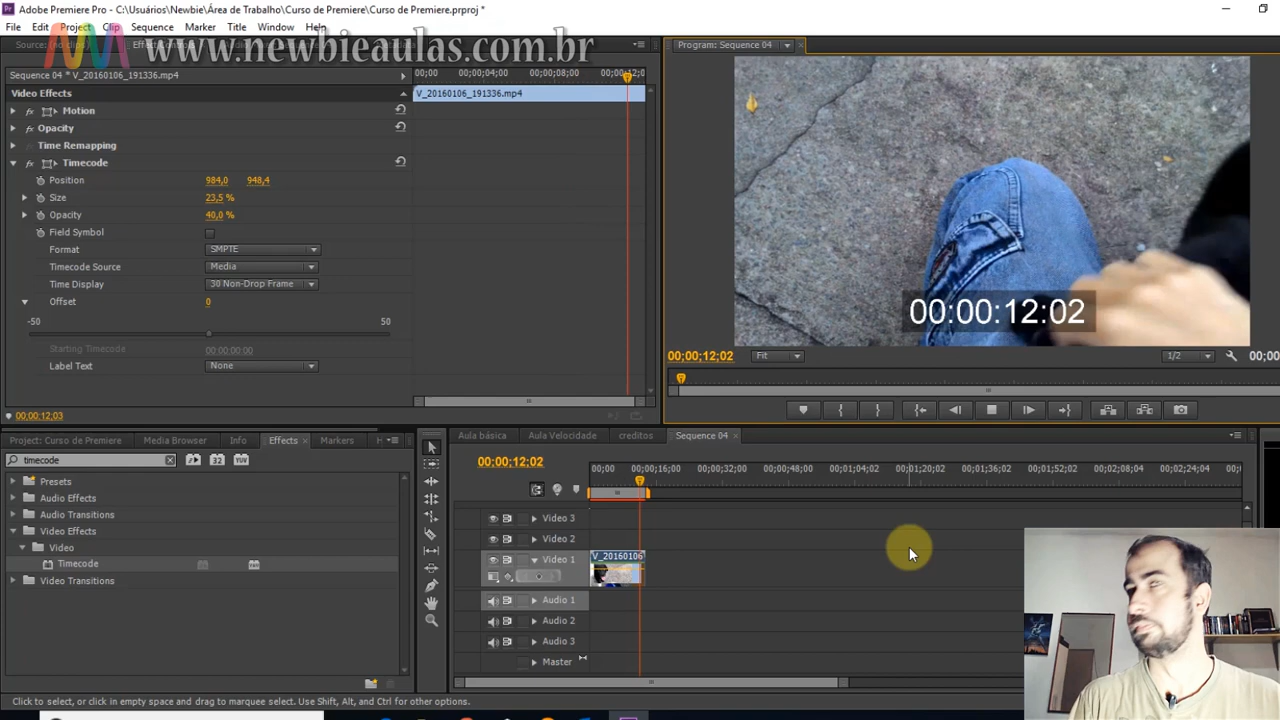 Adobe Premiere Pro - C:\Usuários\Newbie\Área de Trabalho\Curso de Premiere\Curso de Premiere.prproj *
File Edit Project Clip Sequence Marker Title Window Help
www.newbieaulas.com.br
Program: Sequence 04
Sequence 04 * V_20160106_191336.mp4
00;00 00;00;04;00 00;00;08;00 00;00;12;0
Video Effects
V_20160106_191336.mp4
Motion
Opacity
Time Remapping
Timecode
Position 984,0 948,4
Size 23,5 %
Opacity 40,0 %
Field Symbol
Format SMPTE
Timecode Source Media
Time Display 30 Non-Drop Frame
Offset 0
-50 50
Starting Timecode 00:00:00:00
Label Text None
00;00;12,03
00:00:12:02
00;00;12,02 Fit 1/2 00;00
Project: Curso de Premiere Media Browser Info Effects Markers
timecode
Presets
Audio Effects
Audio Transitions
Video Effects
Video
Timecode
Video Transitions
Aula básica Aula Velocidade creditos Sequence 04
00;00;12,02
00;00 00;00;16;00 00;00;32;00 00;00;48;00 00;01;04;02 00;01;20;02 00;01;36;02 00;01;52;02 00;02;08;04 00;02;24;04
Video 3
Video 2
Video 1
V_20160106
Audio 1
Audio 2
Audio 3
Master
Click to select, or click in empty space and drag to marquee select. Use Shift, Alt, and Ctrl for other options.